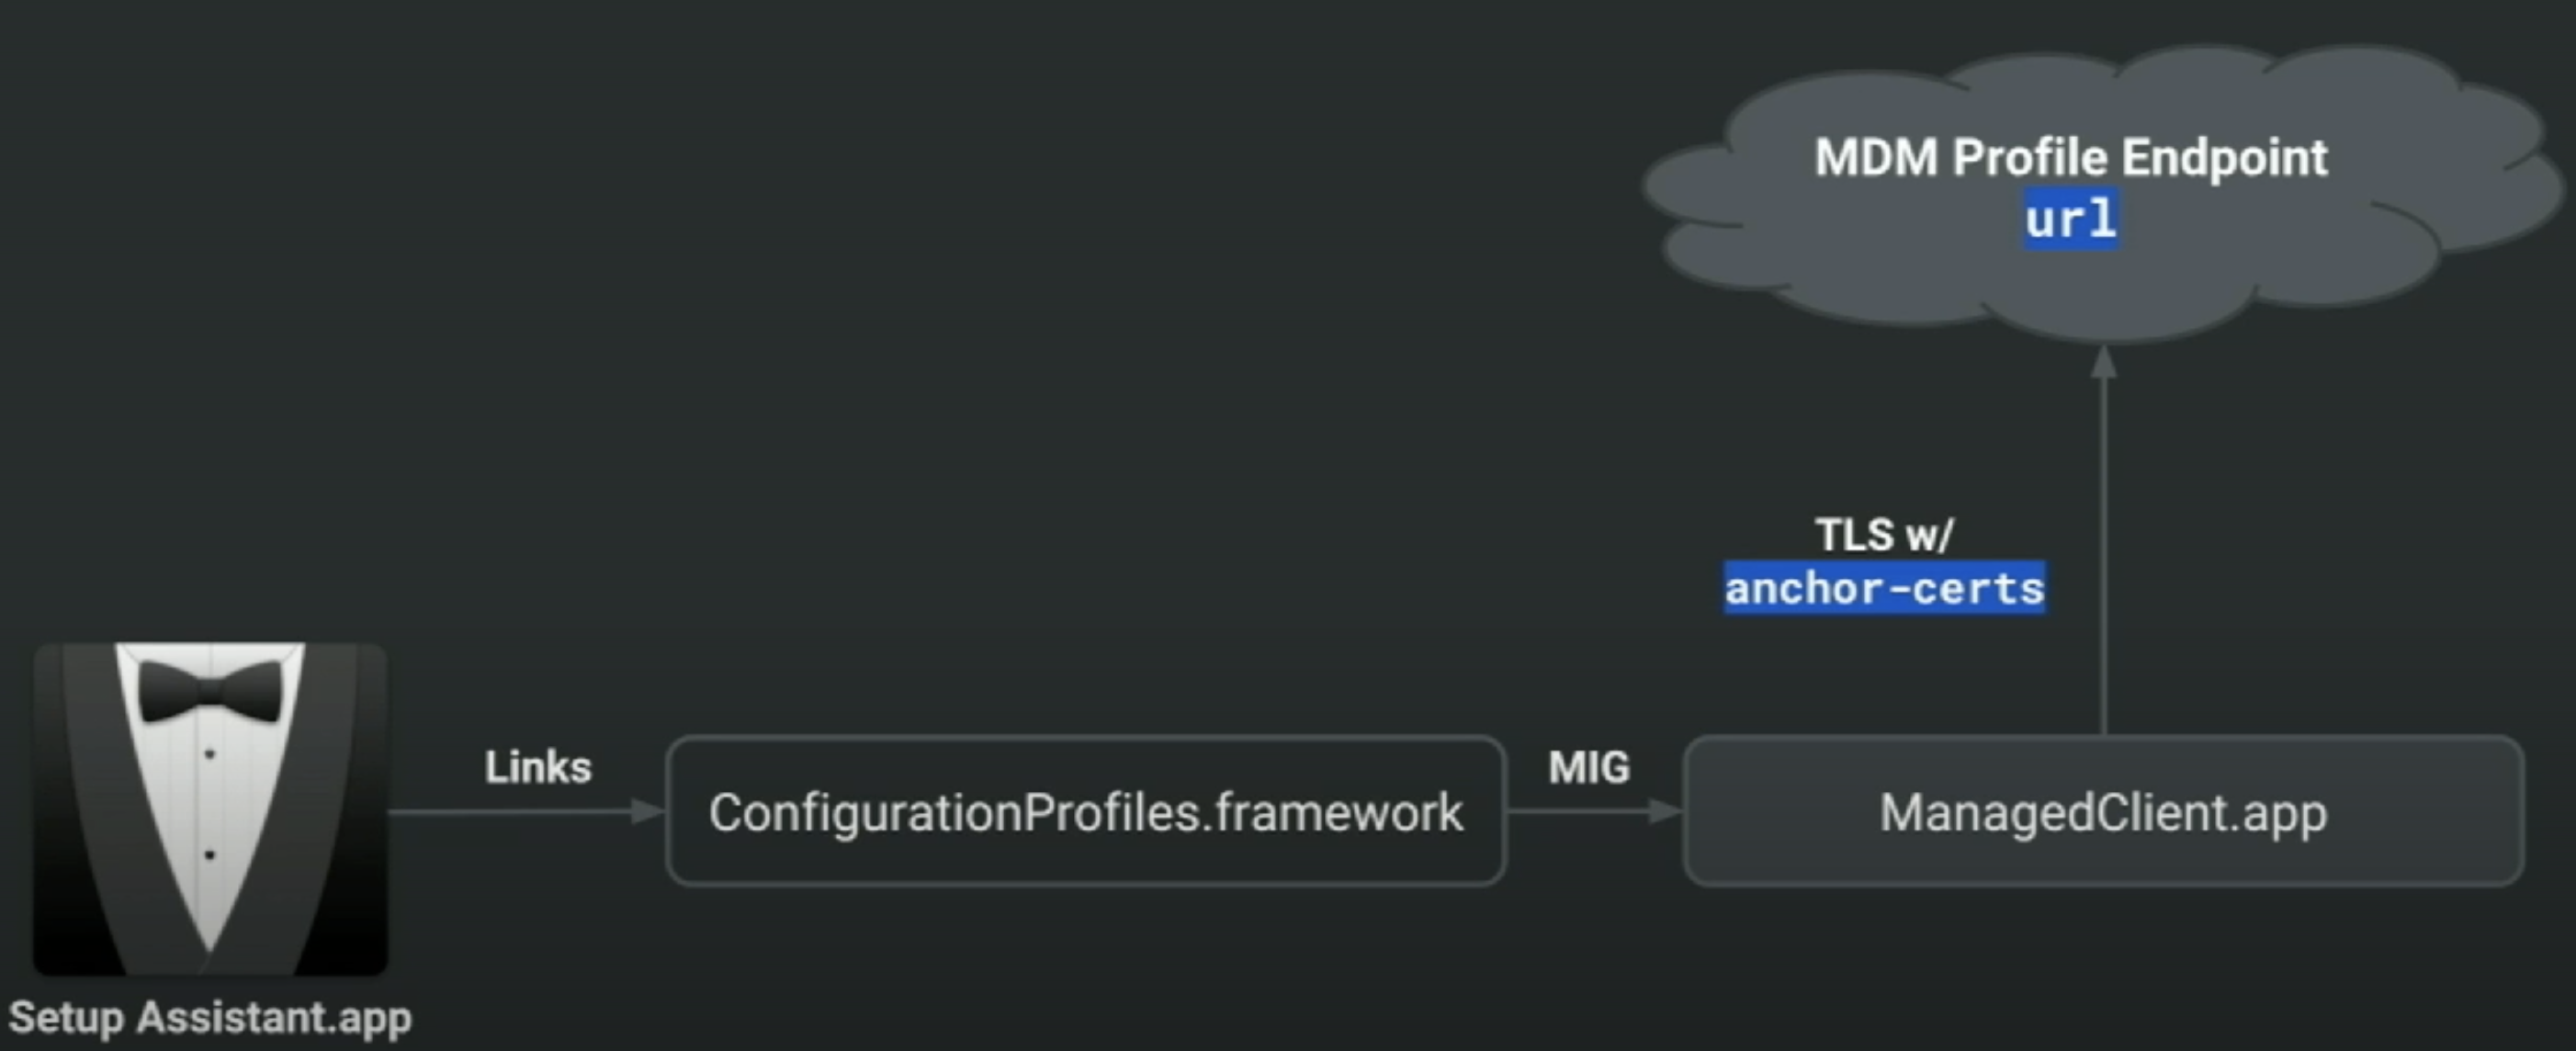 MDM Profile Endpoint
url
TLS w/
anchor-certs
Links
MIG
ConfigurationProfiles.framework
ManagedClient.app
Setup Assistant.app